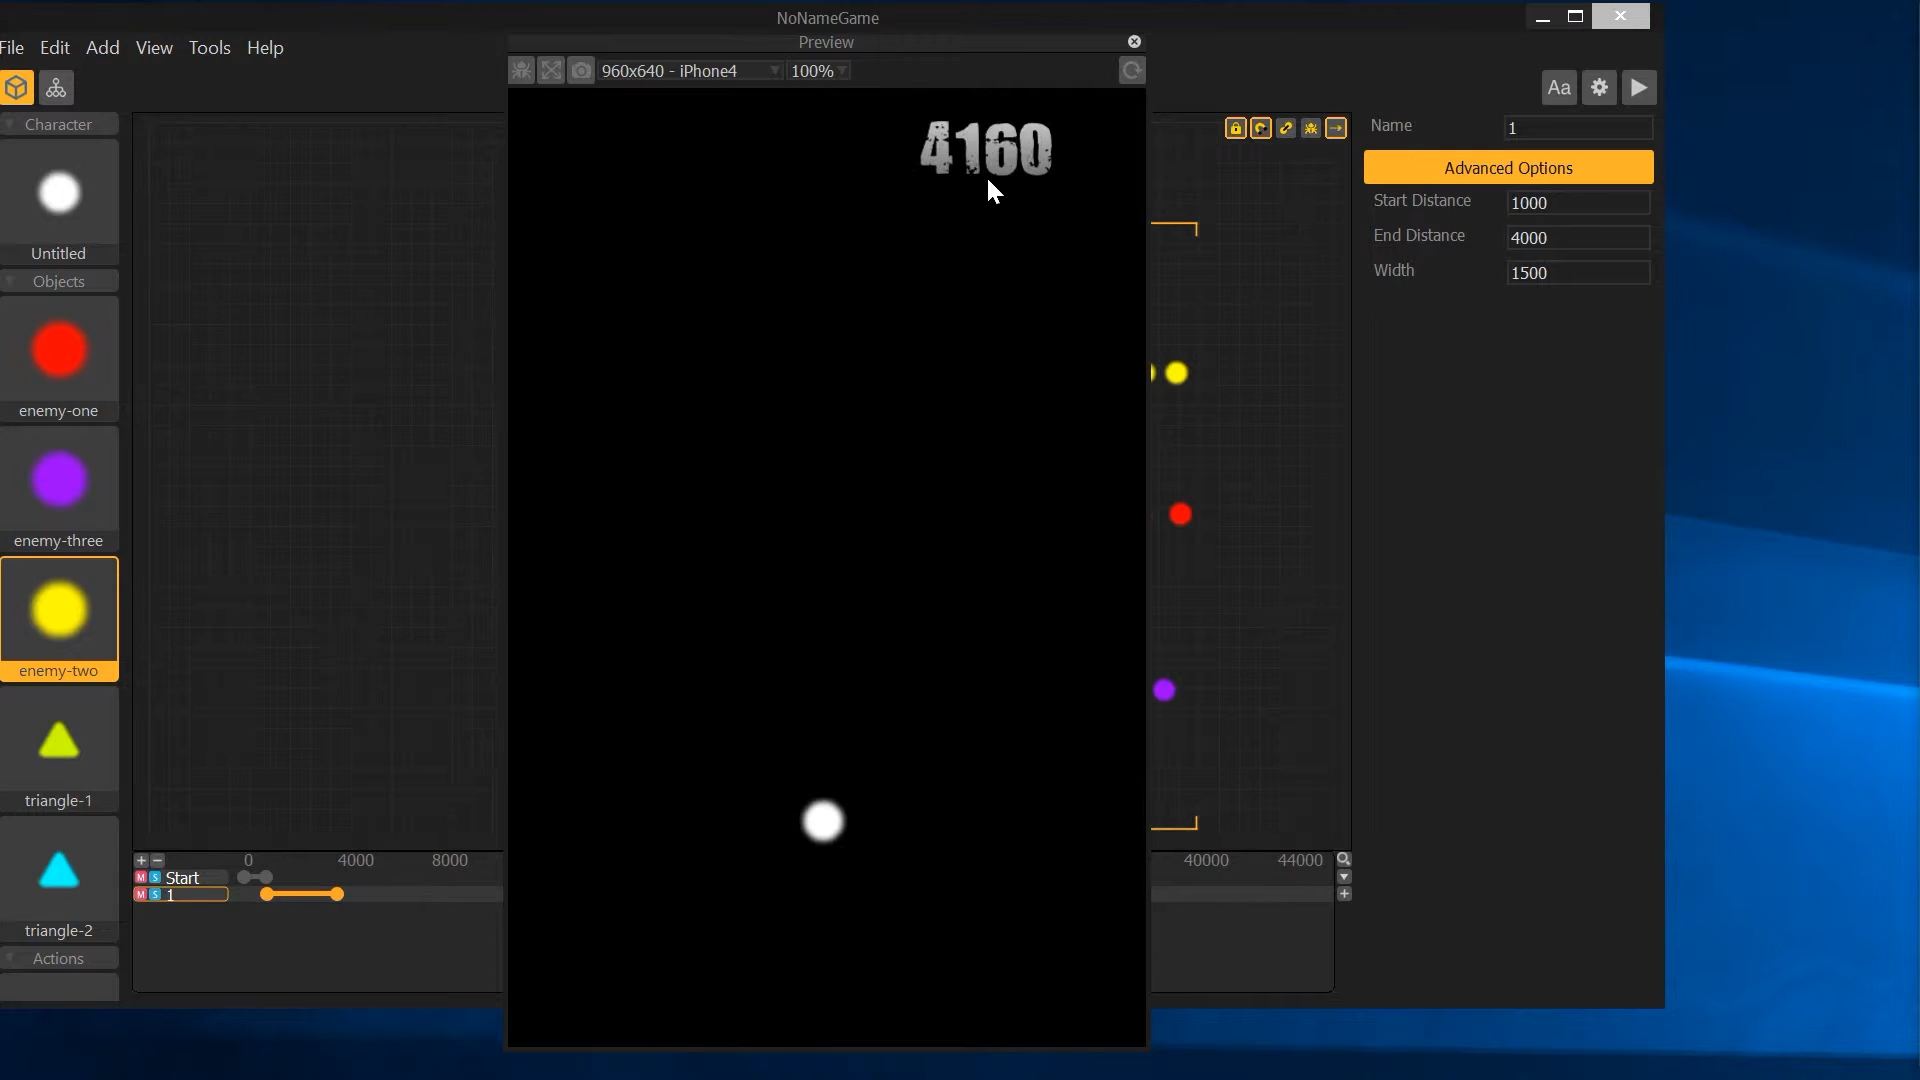 NoNameGame
File Edit Add View Tools Help
Preview
960x640 - iPhone4 100%
Aa
Character
4160
Name 1
Advanced Options
Start Distance 1000
End Distance 4000
Width 1500
Untitled
Objects
enemy-one
enemy-three
enemy-two
triangle-1
triangle-2
Actions
0 4000 8000 40000 44000
M S Start
M S 1